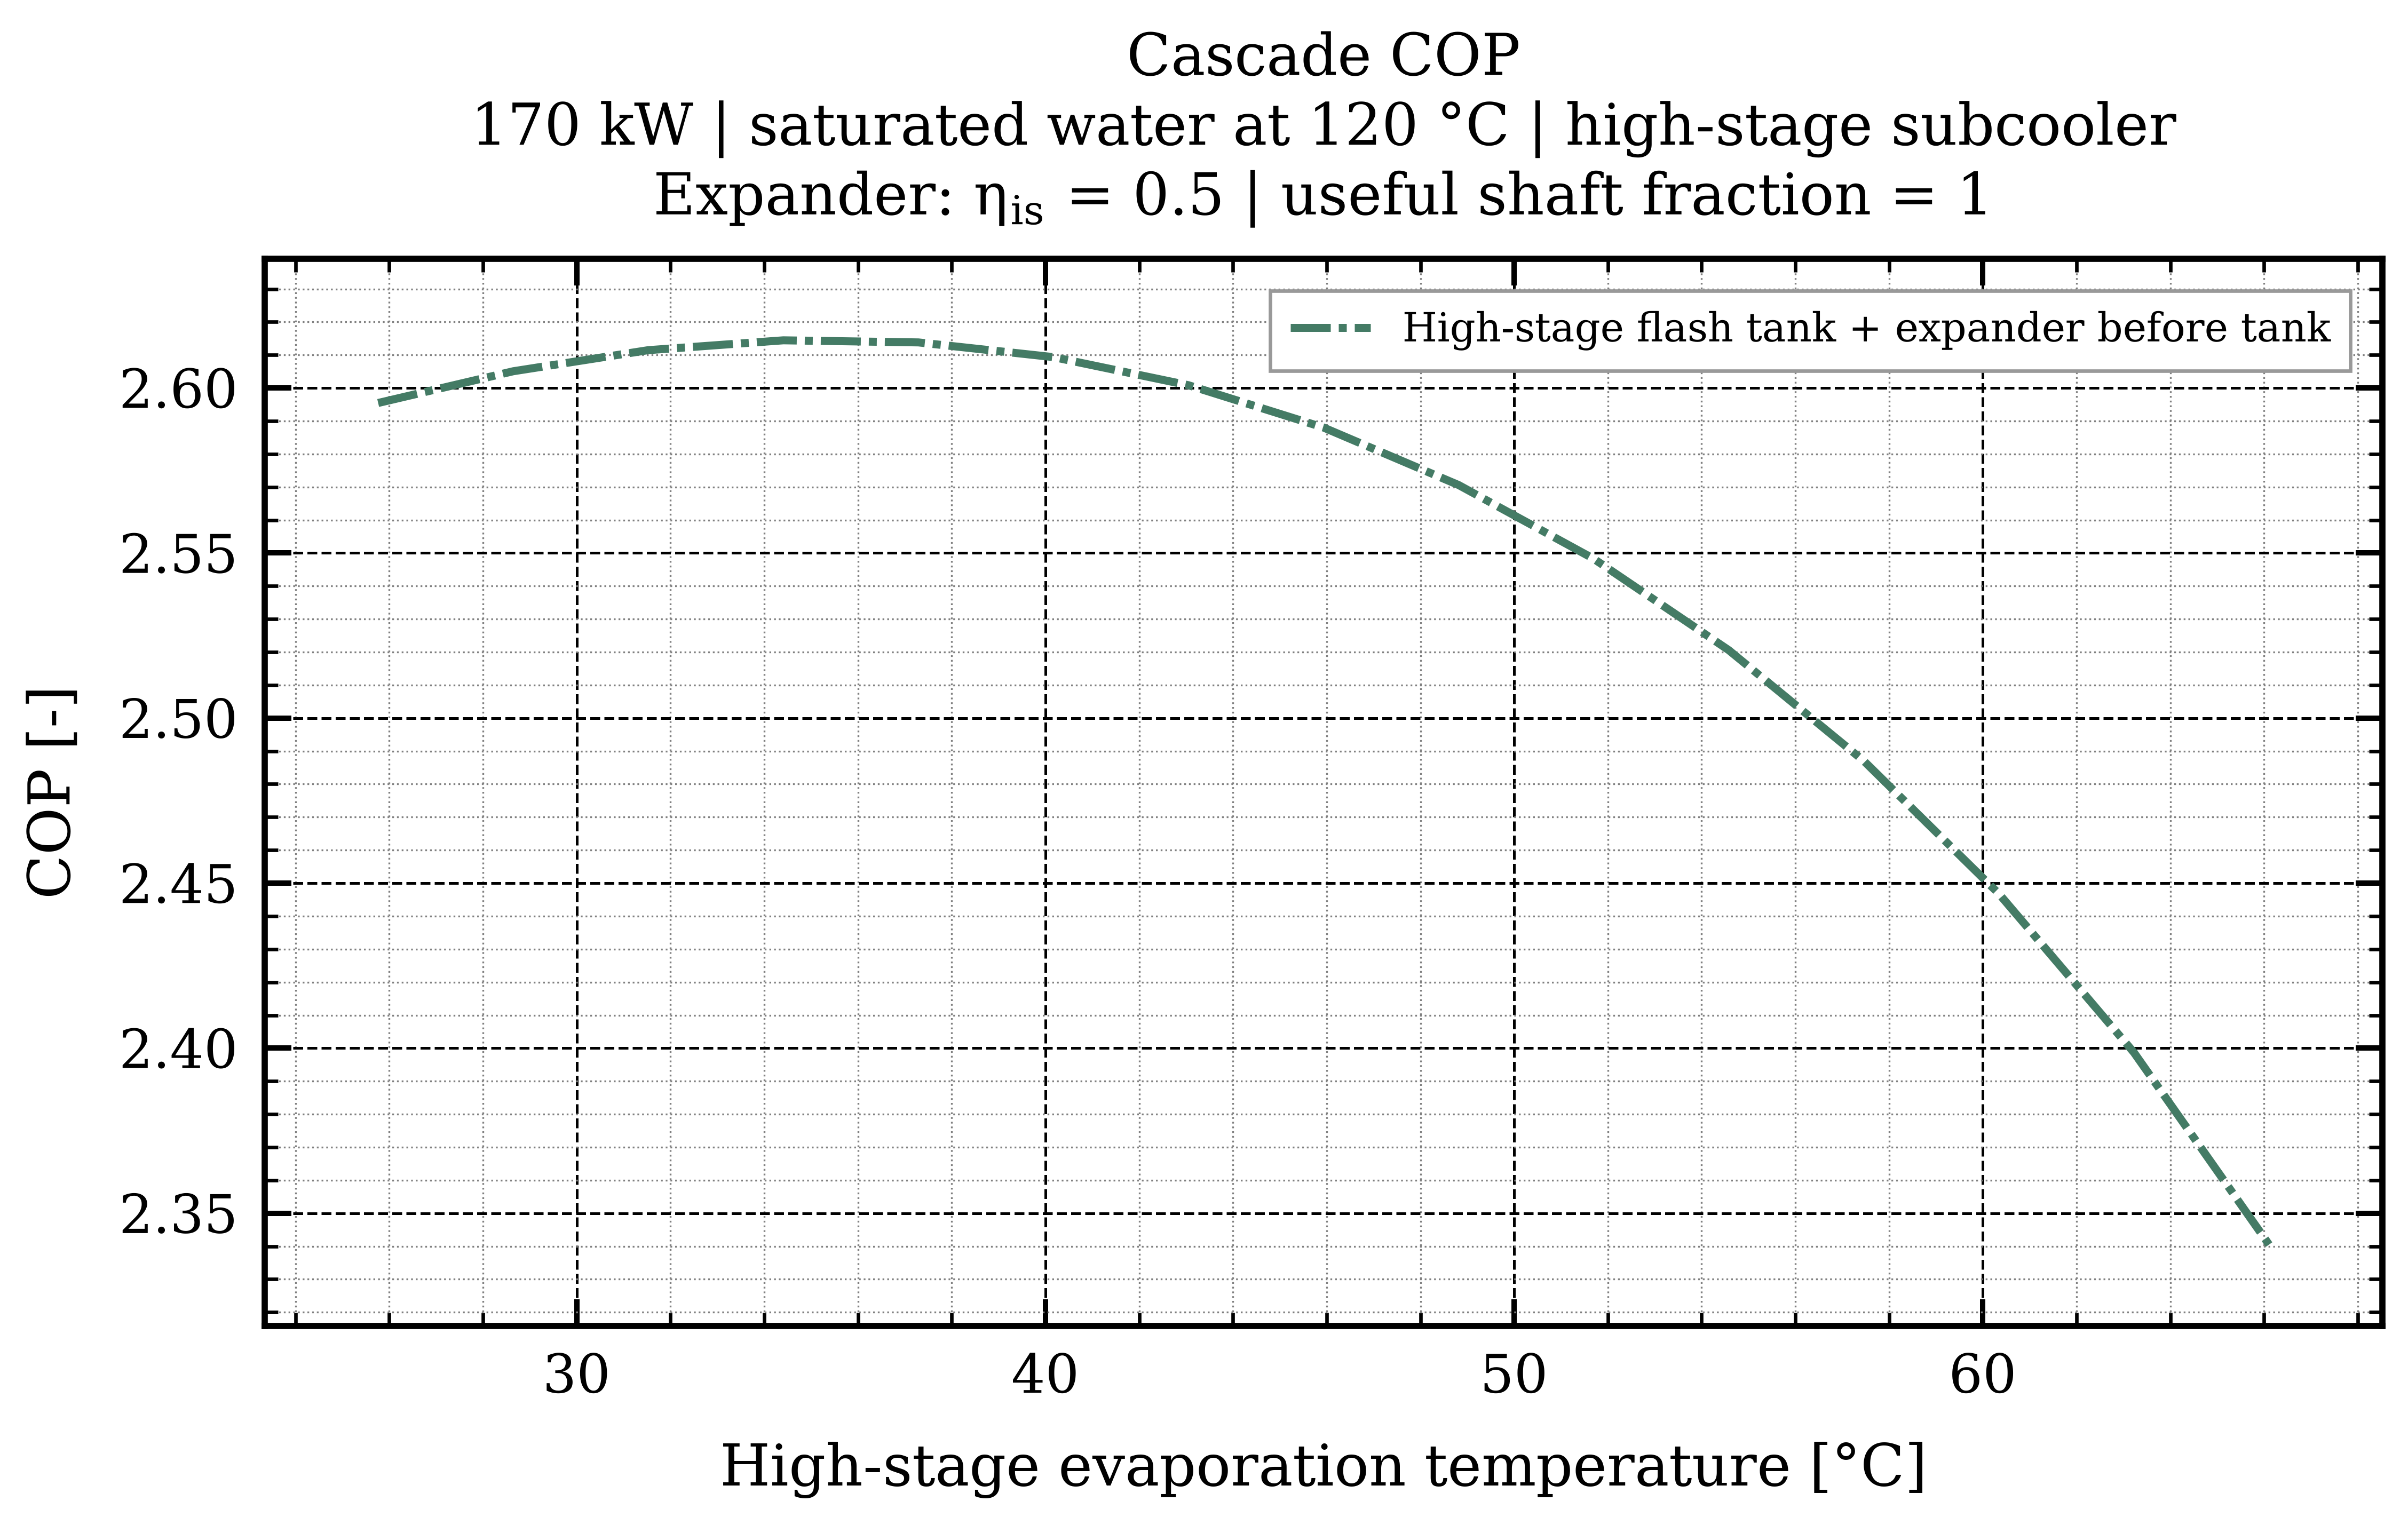 Cascade COP
170 kW | saturated water at 120 °C | high-stage subcooler
Expander: ηis = 0.5 | useful shaft fraction = 1
High-stage flash tank + expander before tank
COP [-]
2.60
2.55
2.50
2.45
2.40
2.35
30 40 50 60
High-stage evaporation temperature [°C]